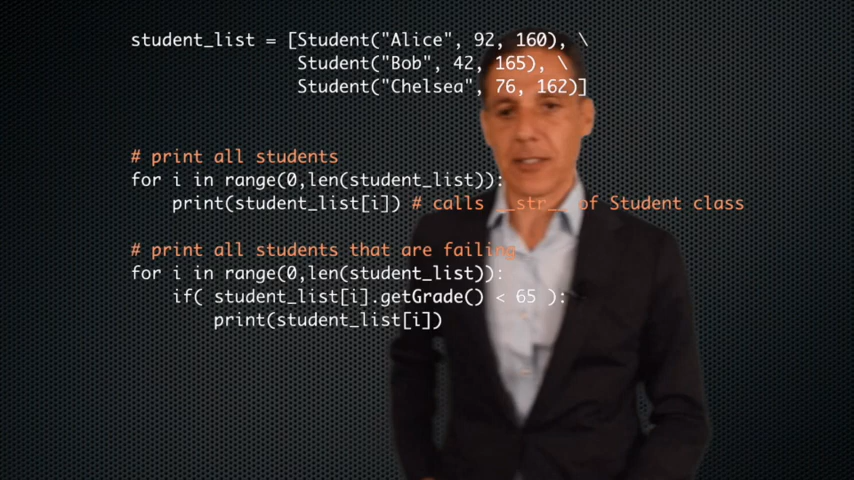 student_list = [Student("Alice", 92, 160), \
Student("Bob", 42, 165), \
Student("Chelsea", 76, 162)]
# print all students
for i in range(0,len(student_list)):
print(student_list[i]) # calls __str__ of Student class
# print all students that are failing
for i in range(0,len(student_list)):
if( student_list[i].getGrade() < 65 ):
print(student_list[i])